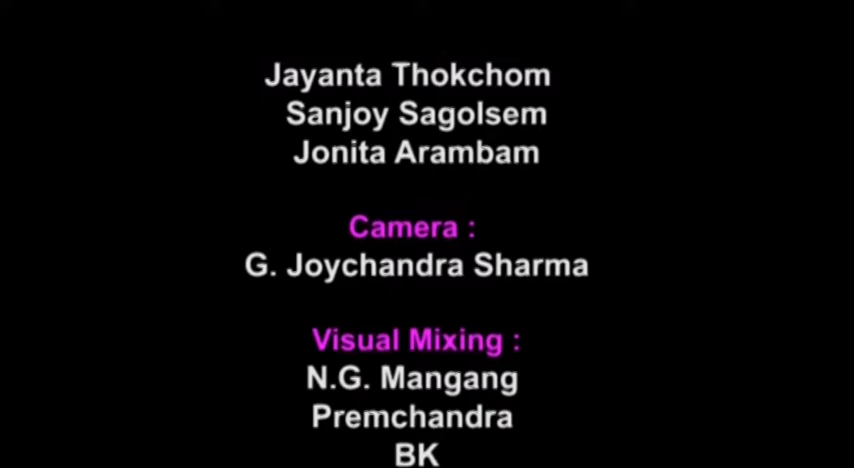 Jayanta Thokchom
Sanjoy Sagolsem
Jonita Arambam
Camera :
G. Joychandra Sharma
Visual Mixing :
N.G. Mangang
Premchandra
BK